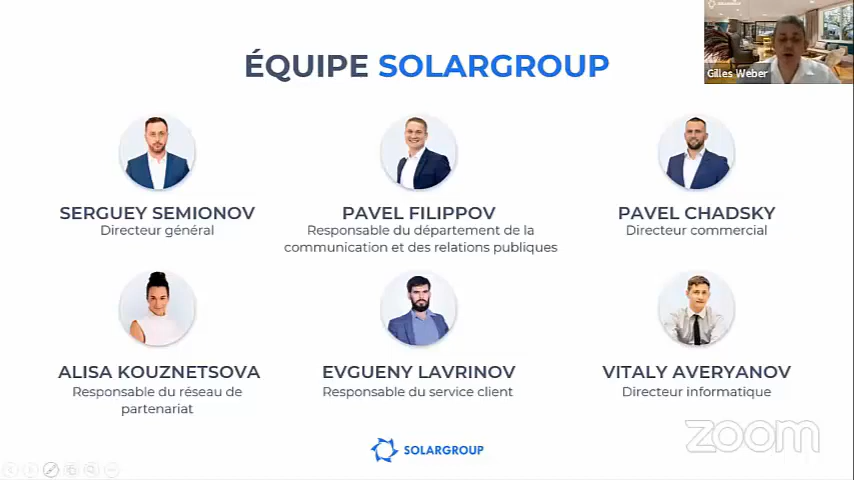 ÉQUIPE SOLARGROUP
Gilles Weber
SERGUEY SEMIONOV
Directeur général
PAVEL FILIPPOV
Responsable du département de la
communication et des relations publiques
PAVEL CHADSKY
Directeur commercial
ALISA KOUZNETSOVA
Responsable du réseau de
partenariat
EVGUENY LAVRINOV
Responsable du service client
VITALY AVERYANOV
Directeur informatique
zoom
SOLARGROUP